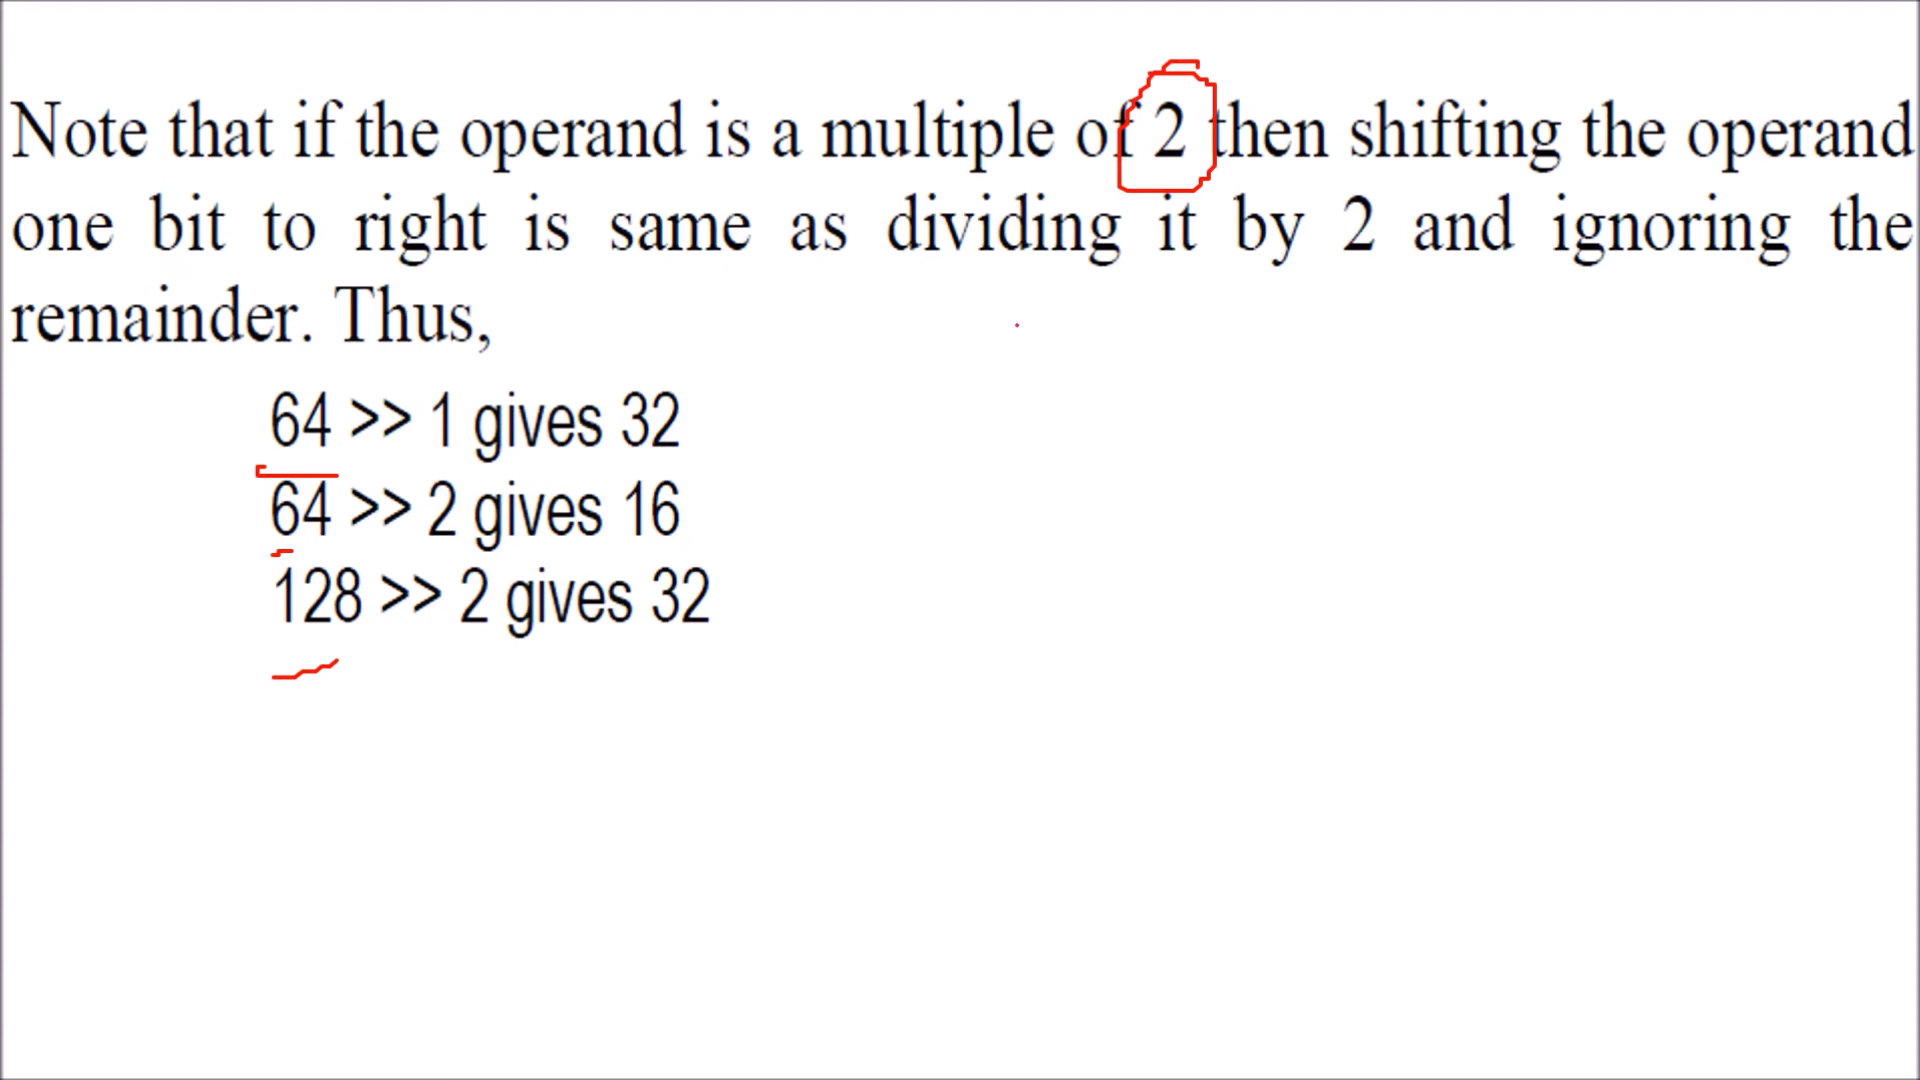 Note that if the operand is a multiple of 2 then shifting the operand
one bit to right is same as dividing it by 2 and ignoring the
remainder. Thus,
64 >> 1 gives 32
64 >> 2 gives 16
128 >> 2 gives 32